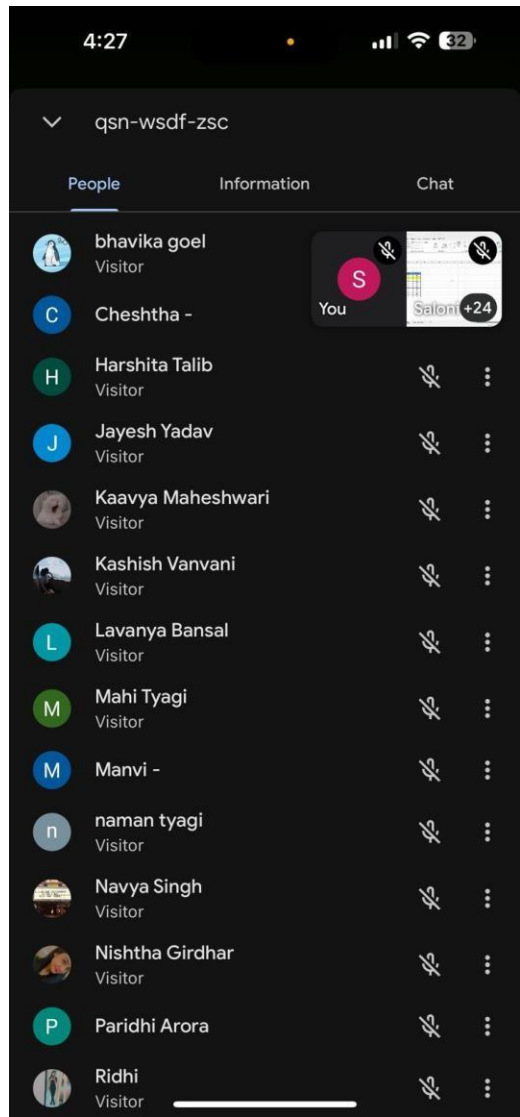 4:27
32
qsn-wsdf-zsc
People Information Chat
bhavika goel
Visitor
S
You
Saloni
+24
C
Cheshtha -
H
Harshita Talib
Visitor
J
Jayesh Yadav
Visitor
Kaavya Maheshwari
Visitor
Kashish Vanvani
Visitor
L
Lavanya Bansal
Visitor
M
Mahi Tyagi
Visitor
M
Manvi -
n
naman tyagi
Visitor
Navya Singh
Visitor
Nishtha Girdhar
Visitor
P
Paridhi Arora
Ridhi
Visitor